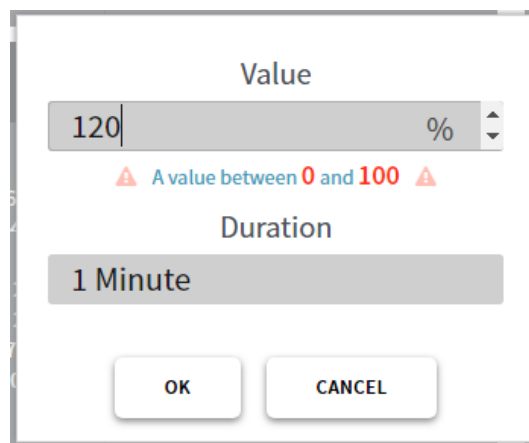 Value
120 %
A value between 0 and 100
Duration
1 Minute
OK CANCEL